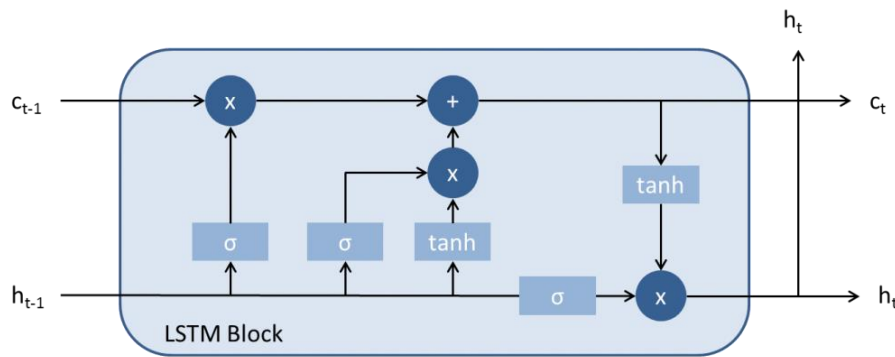 h_t
c_{t-1} x + c_t
x tanh
σ σ tanh
h_{t-1} σ x h_t
LSTM Block